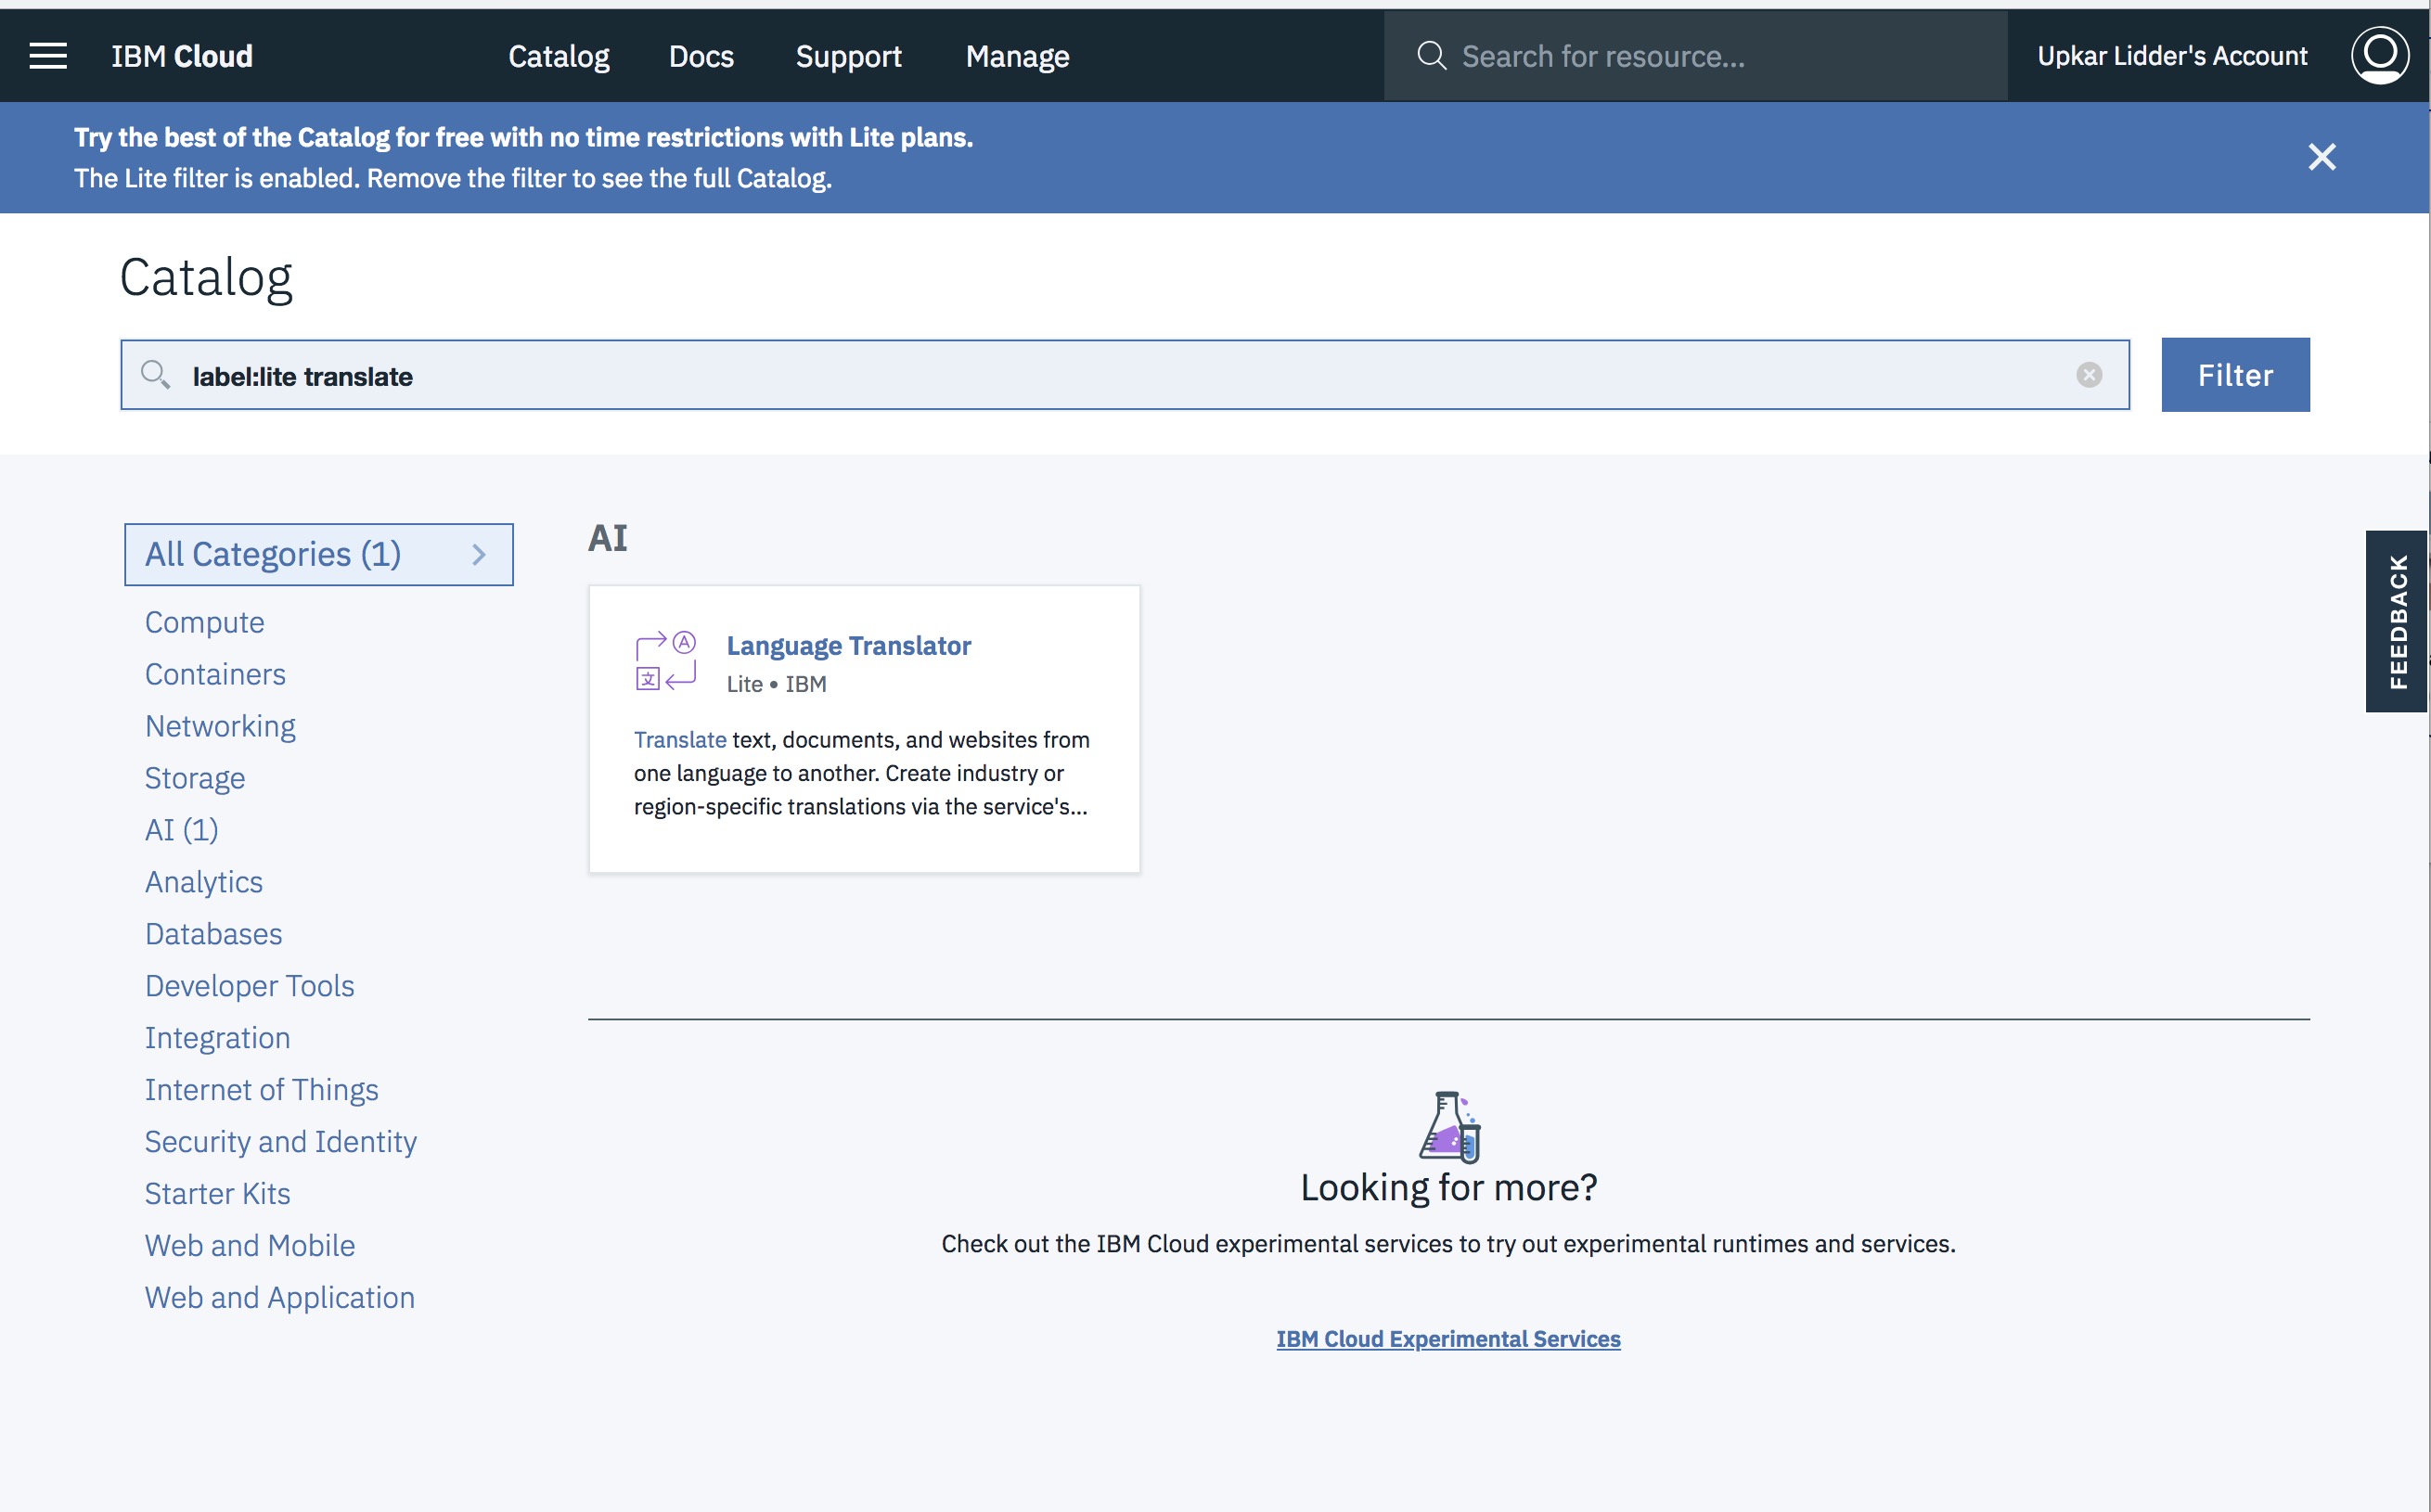 IBM Cloud
Catalog
Docs
Support
Manage
Search for resource...
Upkar Lidder's Account
Try the best of the Catalog for free with no time restrictions with Lite plans.
The Lite filter is enabled. Remove the filter to see the full Catalog.
Catalog
label:lite translate
Filter
All Categories (1)
Compute
Containers
Networking
Storage
AI (1)
Analytics
Databases
Developer Tools
Integration
Internet of Things
Security and Identity
Starter Kits
Web and Mobile
Web and Application
AI
A
文
Language Translator
Lite • IBM
Translate text, documents, and websites from
one language to another. Create industry or
region-specific translations via the service's...
FEEDBACK
Looking for more?
Check out the IBM Cloud experimental services to try out experimental runtimes and services.
IBM Cloud Experimental Services